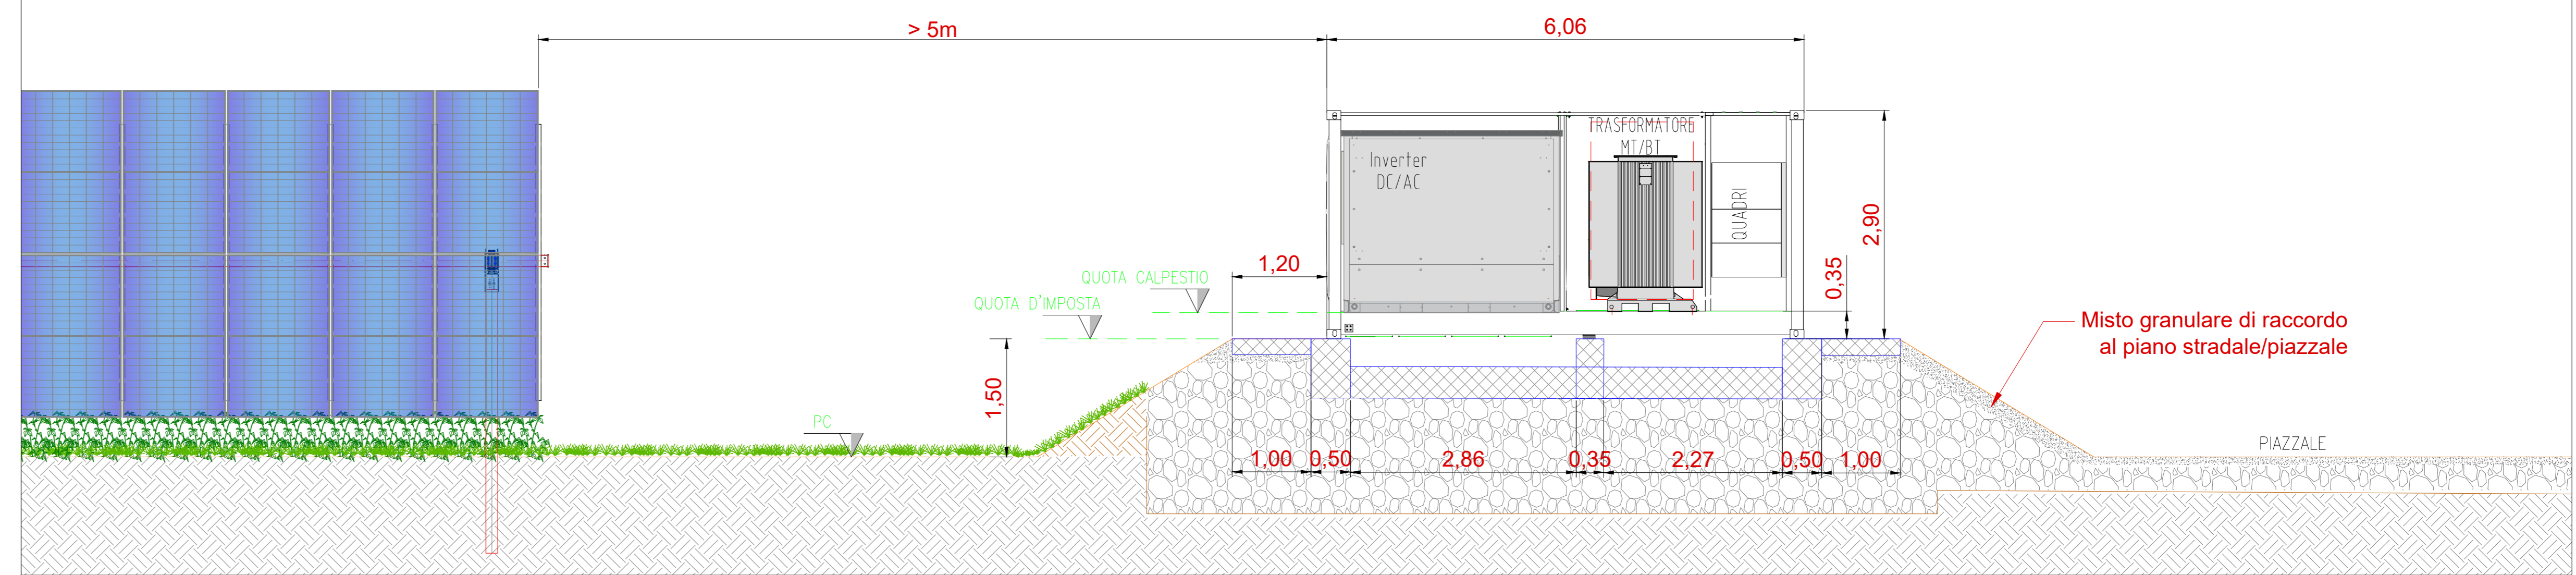 > 5m
6,06
TRASFORMATORE
MT/BT
Inverter
DC/AC
QUADRI
2,90
0,35
1,20
QUOTA CALPESTIO
QUOTA D'IMPOSTA
1,50
PC
Misto granulare di raccordo
al piano stradale/piazzale
PIAZZALE
1,00 0,50 2,86 0,35 2,27 0,50 1,00